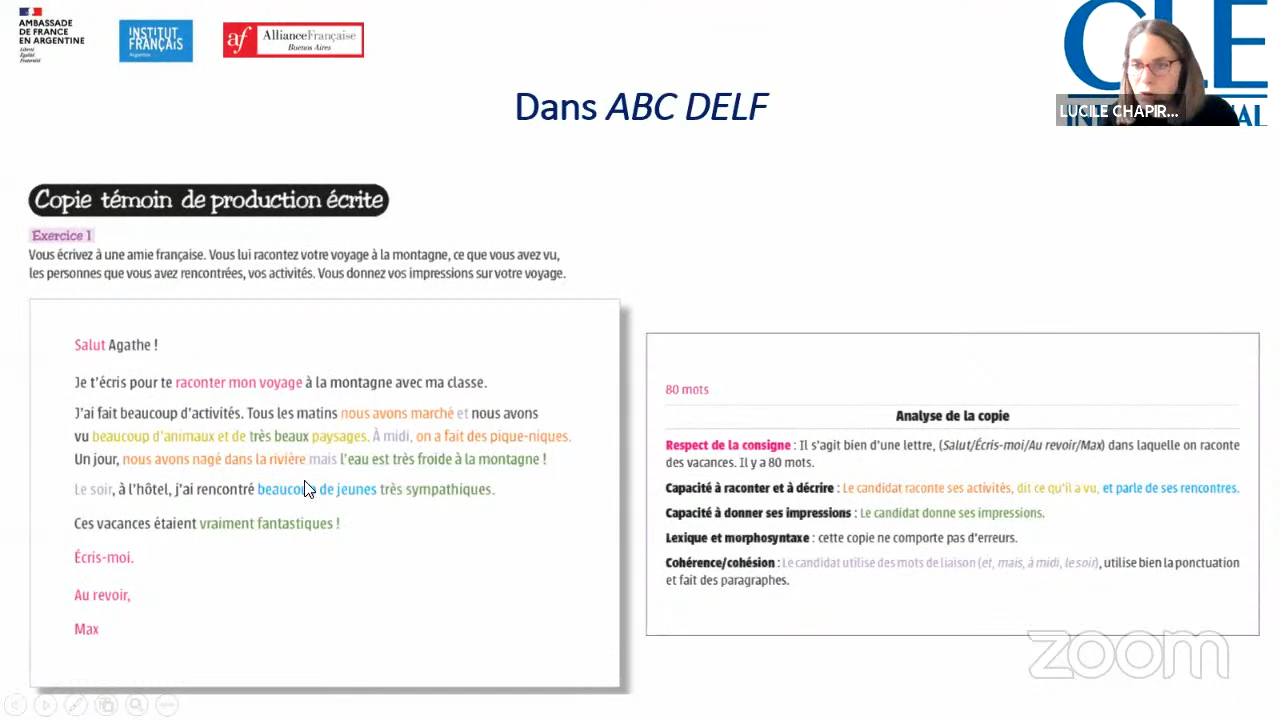 AMBASSADE
DE FRANCE
EN ARGENTINE
Liberté
Égalité
Fraternité
INSTITUT
FRANÇAIS
Argentine
af
AllianceFrançaise
Buenos Aires
CLE
LUCILE CHAPIR...
IN AL
Dans ABC DELF
Copie témoin de production écrite
Exercice 1
Vous écrivez à une amie française. Vous lui racontez votre voyage à la montagne, ce que vous avez vu,
les personnes que vous avez rencontrées, vos activités. Vous donnez vos impressions sur votre voyage.
Salut Agathe !
Je t'écris pour te raconter mon voyage à la montagne avec ma classe.
J'ai fait beaucoup d'activités. Tous les matins nous avons marché et nous avons
vu beaucoup d'animaux et de très beaux paysages. À midi, on a fait des pique-niques.
Un jour, nous avons nagé dans la rivière mais l'eau est très froide à la montagne !
Le soir, à l'hôtel, j'ai rencontré beaucoup de jeunes très sympathiques.
Ces vacances étaient vraiment fantastiques !
Écris-moi.
Au revoir,
Max
80 mots
Analyse de la copie
Respect de la consigne : Il s'agit bien d'une lettre, (Salut/Écris-moi/Au revoir/Max) dans laquelle on raconte
des vacances. Il y a 80 mots.
Capacité à raconter et à décrire : Le candidat raconte ses activités, dit ce qu'il a vu, et parle de ses rencontres.
Capacité à donner ses impressions : Le candidat donne ses impressions.
Lexique et morphosyntaxe : cette copie ne comporte pas d'erreurs.
Cohérence/cohésion : Le candidat utilise des mots de liaison (et, mais, à midi, le soir), utilise bien la ponctuation
et fait des paragraphes.
zoom